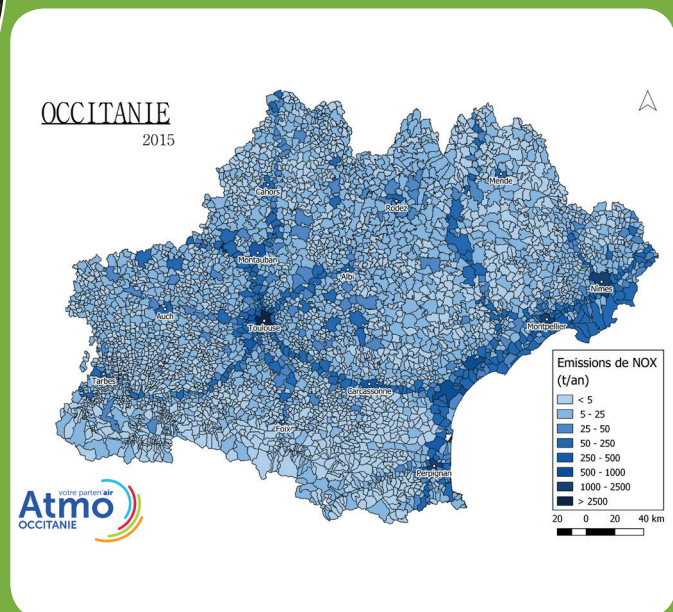 OCCITANIE
2015
Cahors
Mende
Rodez
Montauban
Albi
Nîmes
Auch
Toulouse
Montpellier
Tarbes
Carcassonne
Foix
Perpignan
Emissions de NOX
(t/an)
< 5
5 - 25
25 - 50
50 - 250
250 - 500
500 - 1000
1000 - 2500
> 2500
20 0 20 40 km
votre parten'air
Atmo
OCCITANIE